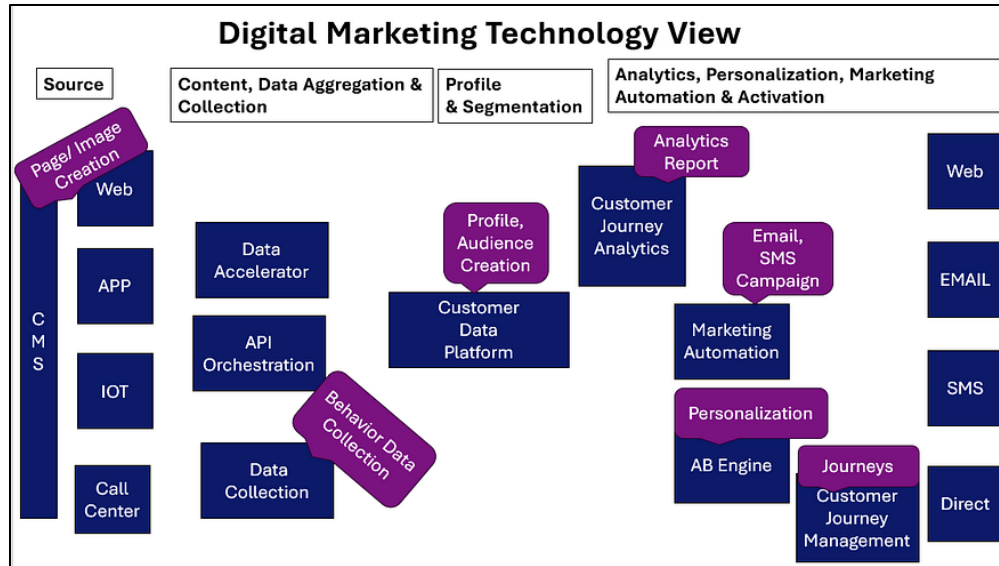 Digital Marketing Technology View
Source
Content, Data Aggregation &
Collection
Profile
& Segmentation
Analytics, Personalization, Marketing
Automation & Activation
Page/ Image
Creation
CMS
Web
APP
IOT
Call
Center
Data
Accelerator
API
Orchestration
Data
Collection
Behavior Data
Collection
Profile,
Audience
Creation
Customer
Data
Platform
Analytics
Report
Customer
Journey
Analytics
Email,
SMS
Campaign
Marketing
Automation
Personalization
AB Engine
Journeys
Customer
Journey
Management
Web
EMAIL
SMS
Direct